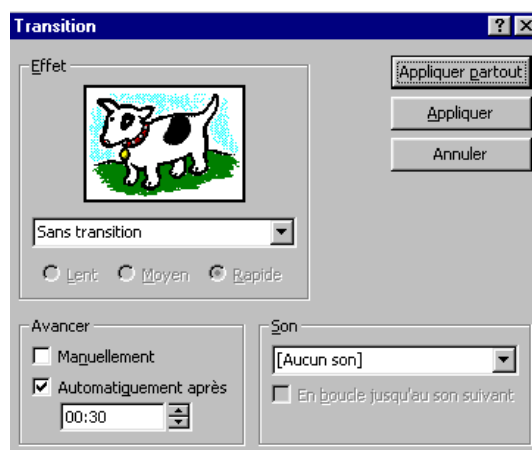 Transition
Effet
Appliquer partout
Appliquer
Annuler
Sans transition
Lent Moyen Rapide
Avancer
Manuellement
Automatiquement après
00:30
Son
[Aucun son]
En boucle jusqu'au son suivant